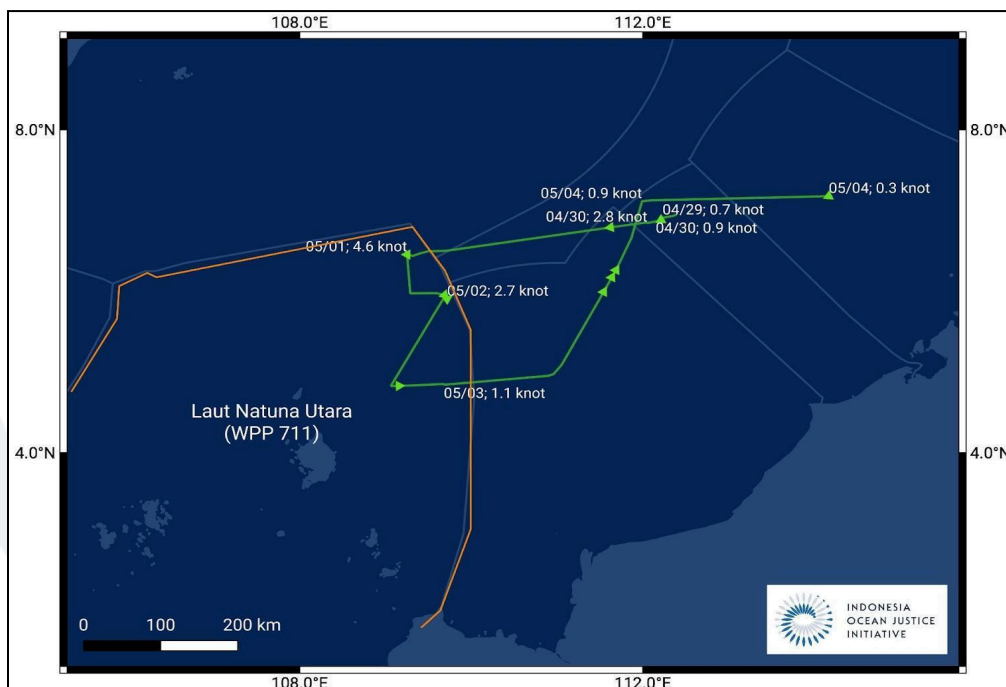 108.0°E
112.0°E
8.0°N
8.0°N
05/04; 0.9 knot
05/04; 0.3 knot
04/30; 2.8 knot
04/29; 0.7 knot
04/30; 0.9 knot
05/01; 4.6 knot
05/02; 2.7 knot
05/03; 1.1 knot
Laut Natuna Utara
(WPP 711)
4.0°N
4.0°N
0
100
200 km
INDONESIA
OCEAN JUSTICE
INITIATIVE
108.0°E
112.0°E